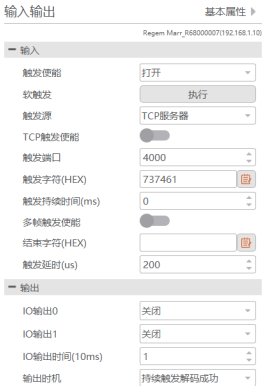 输入输出 基本属性
Regem Marr_R68000007(192.168.1.10)
输入
触发使能 打开
软触发 执行
触发源 TCP服务器
TCP触发使能
触发端口 4000
触发字符(HEX) 737461
触发持续时间(ms) 0
多帧触发使能
结束字符(HEX)
触发延时(us) 200
输出
IO输出0 关闭
IO输出1 关闭
IO输出时间(10ms) 1
输出时机 持续触发解码成功